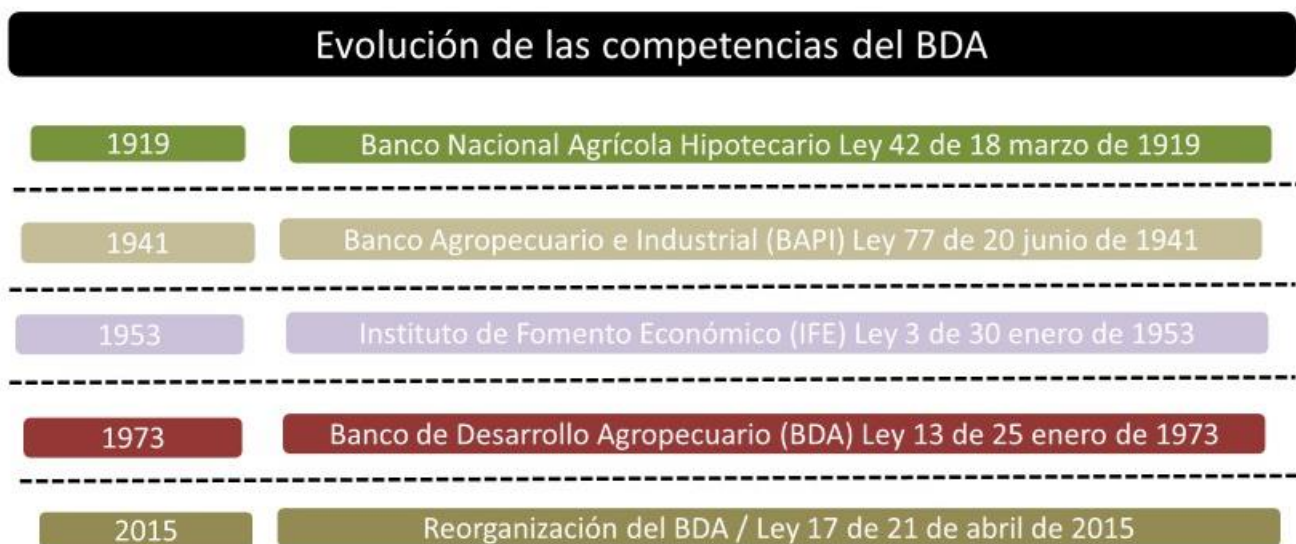 Evolución de las competencias del BDA
1919 Banco Nacional Agrícola Hipotecario Ley 42 de 18 marzo de 1919
1941 Banco Agropecuario e Industrial (BAPI) Ley 77 de 20 junio de 1941
1953 Instituto de Fomento Económico (IFE) Ley 3 de 30 enero de 1953
1973 Banco de Desarrollo Agropecuario (BDA) Ley 13 de 25 enero de 1973
2015 Reorganización del BDA / Ley 17 de 21 de abril de 2015